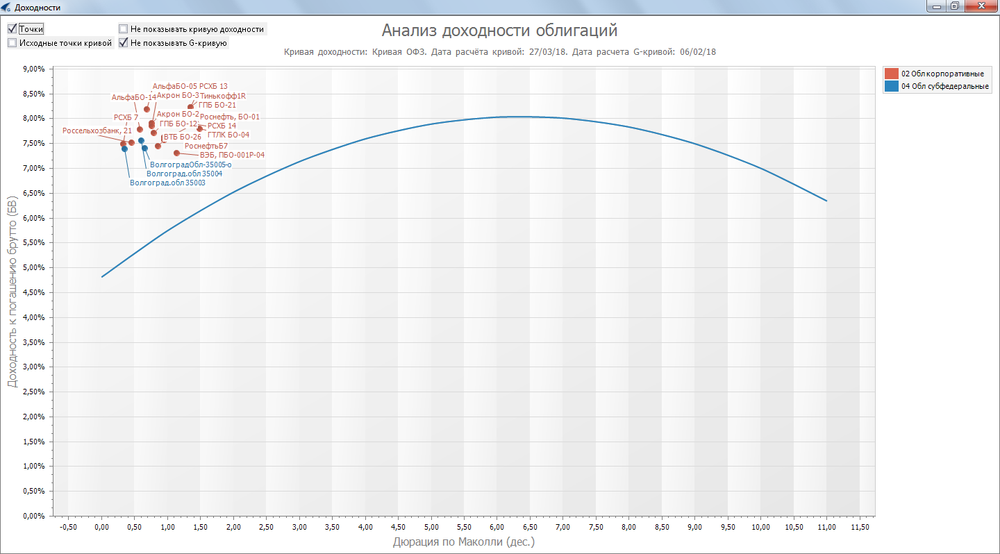 Доходности
Точки
Не показывать кривую доходности
Исходные точки кривой
Не показывать G-кривую
Анализ доходности облигаций
Кривая доходности: Кривая ОФЗ. Дата расчёта кривой: 27/03/18. Дата расчета G-кривой: 06/02/18
02 Обл корпоративные
04 Обл субфедеральные
Доходность к погашению брутто (БВ)
9,00%
8,50%
8,00%
7,50%
7,00%
6,50%
6,00%
5,50%
5,00%
4,50%
4,00%
3,50%
3,00%
2,50%
2,00%
1,50%
1,00%
0,50%
0,00%
АльфаБО-05 РСХБ 13
АльфаБО-14 Акрон БО-3 Тинькофф1R
ГПБ БО-21
РСХБ 7 Акрон БО-2 Роснефть, БО-01
ГПБ БО-12 РСХБ 14
Россельхозбанк, 21 ВТБ БО-26 ГТЛК БО-04
РоснефтьБ7
ВЭБ, ПБО-001Р-04
ВолгоградОбл-35005-о
Волгоград.обл 35004
Волгоград.обл 35003
-0,50 0,00 0,50 1,00 1,50 2,00 2,50 3,00 3,50 4,00 4,50 5,00 5,50 6,00 6,50 7,00 7,50 8,00 8,50 9,00 9,50 10,00 10,50 11,00 11,50
Дюрация по Маколли (дес.)